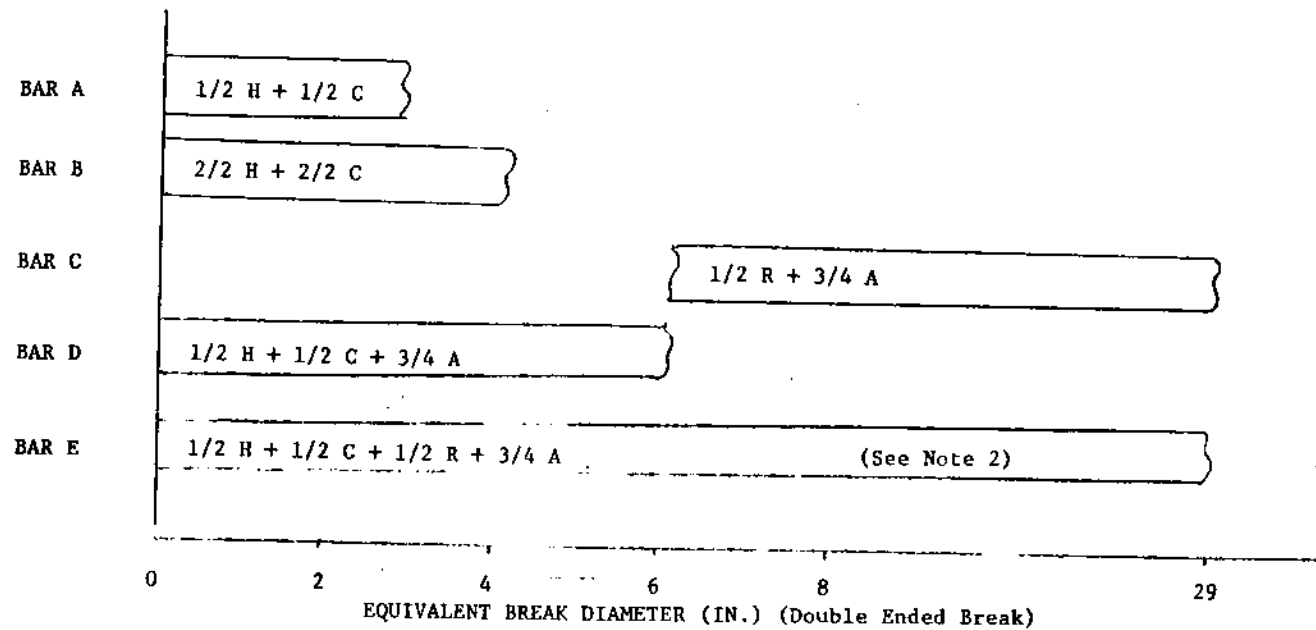 BAR A 1/2 H + 1/2 C
BAR B 2/2 H + 2/2 C
BAR C 1/2 R + 3/4 A
BAR D 1/2 H + 1/2 C + 3/4 A
BAR E 1/2 H + 1/2 C + 1/2 R + 3/4 A (See Note 2)
0 2 4 6 8 29
EQUIVALENT BREAK DIAMETER (IN.) (Double Ended Break)